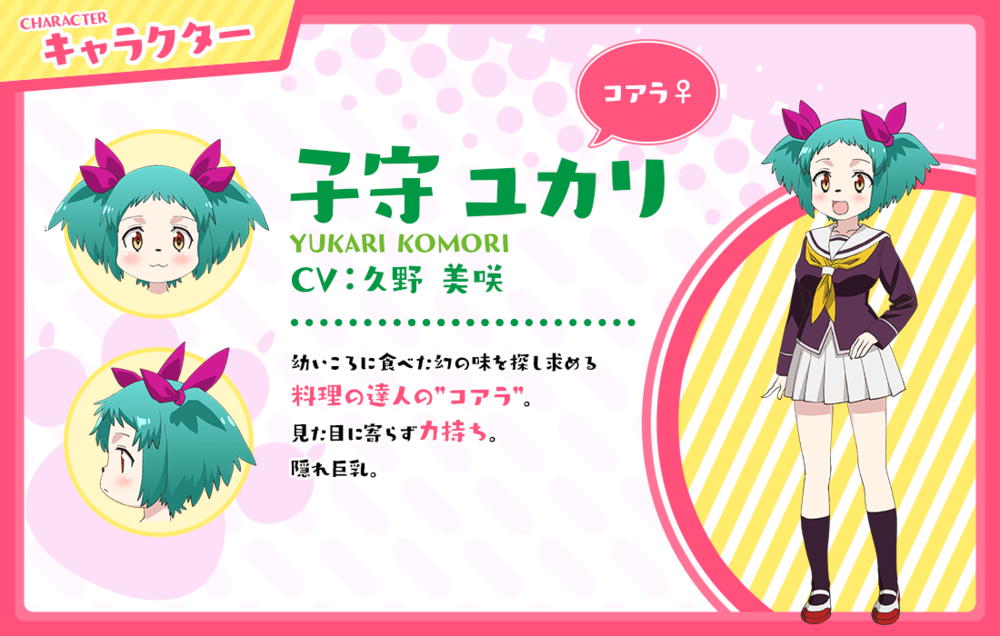 CHARACTER
キャラクター
コアラ♀
子守 ユカリ
YUKARI KOMORI
CV：久野 美咲
幼いころに食べた幻の味を探し求める
料理の達人の"コアラ"。
見た目に寄らず力持ち。
隠れ巨乳。